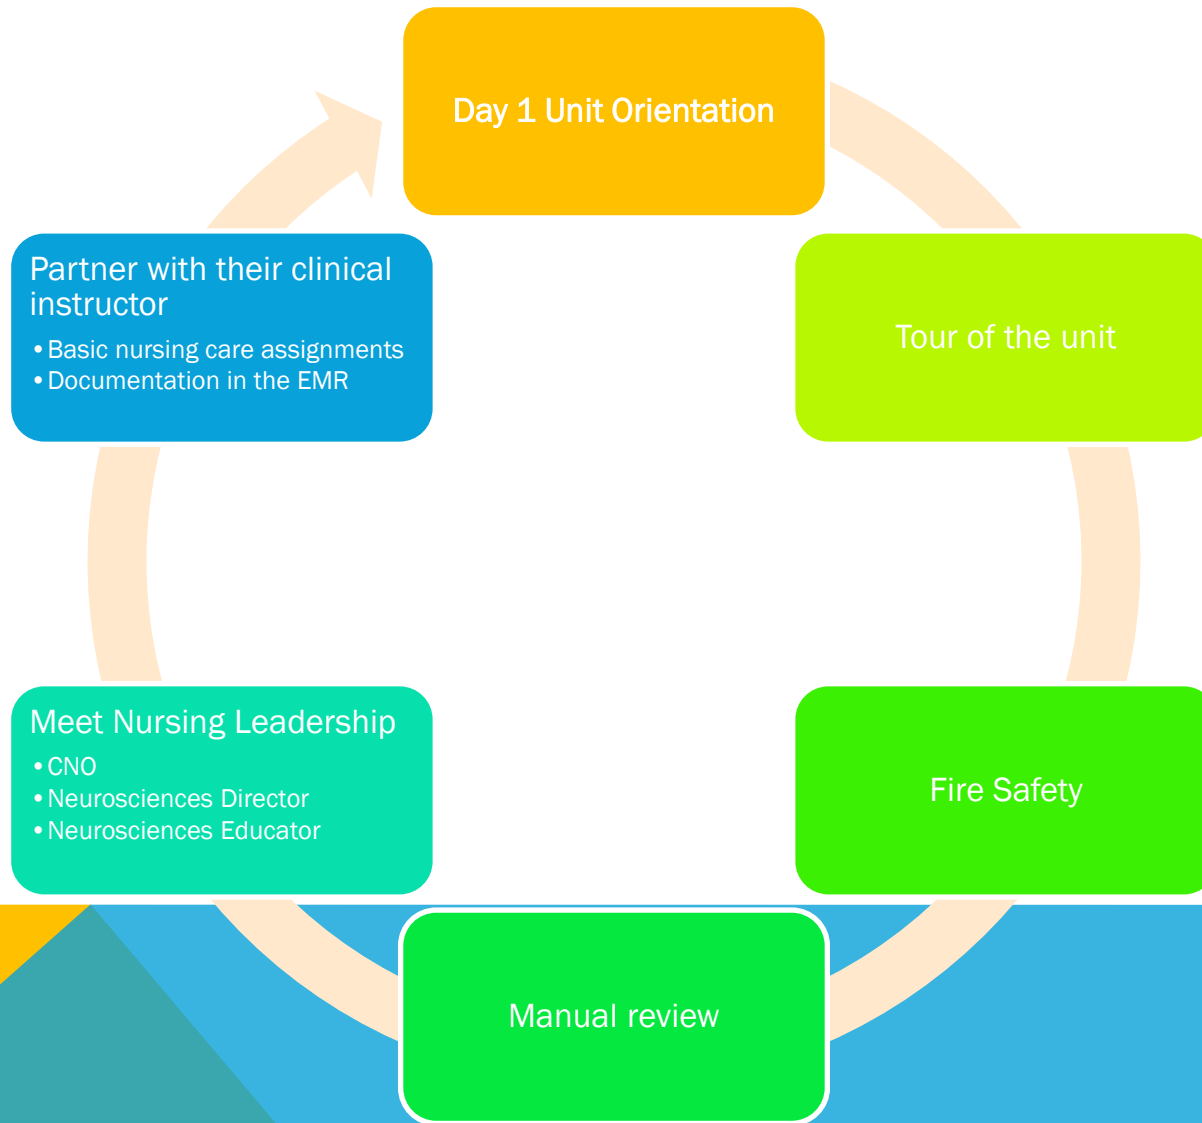 Day 1 Unit Orientation
Tour of the unit
Fire Safety
Manual review
Meet Nursing Leadership
• CNO
• Neurosciences Director
• Neurosciences Educator
Partner with their clinical
instructor
• Basic nursing care assignments
• Documentation in the EMR